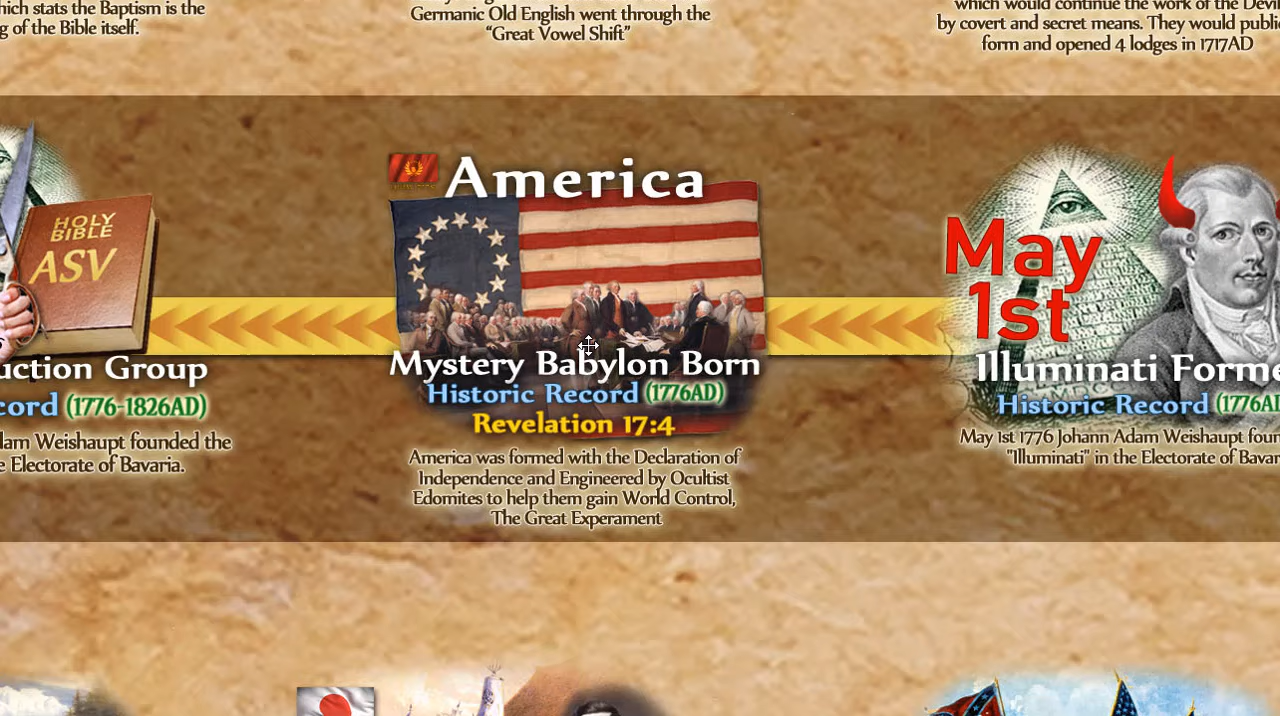 which stats the Baptism is the
g of the Bible itself.
Germanic Old English went through the
"Great Vowel Shift"
which would continue the work of the Devil
by covert and secret means. They would public
form and opened 4 lodges in 1717AD
HOLY
BIBLE
ASV
uction Group
cord (1776-1826AD)
dam Weishaupt founded the
e Electorate of Bavaria.
America
Mystery Babylon Born
Historic Record (1776AD)
Revelation 17:4
America was formed with the Declaration of
Independence and Engineered by Ocultist
Edomites to help them gain World Control,
The Great Experament
May
1st
Illuminati Forme
Historic Record (1776AD
May 1st 1776 Johann Adam Weishaupt foun
"Illuminati" in the Electorate of Bavar